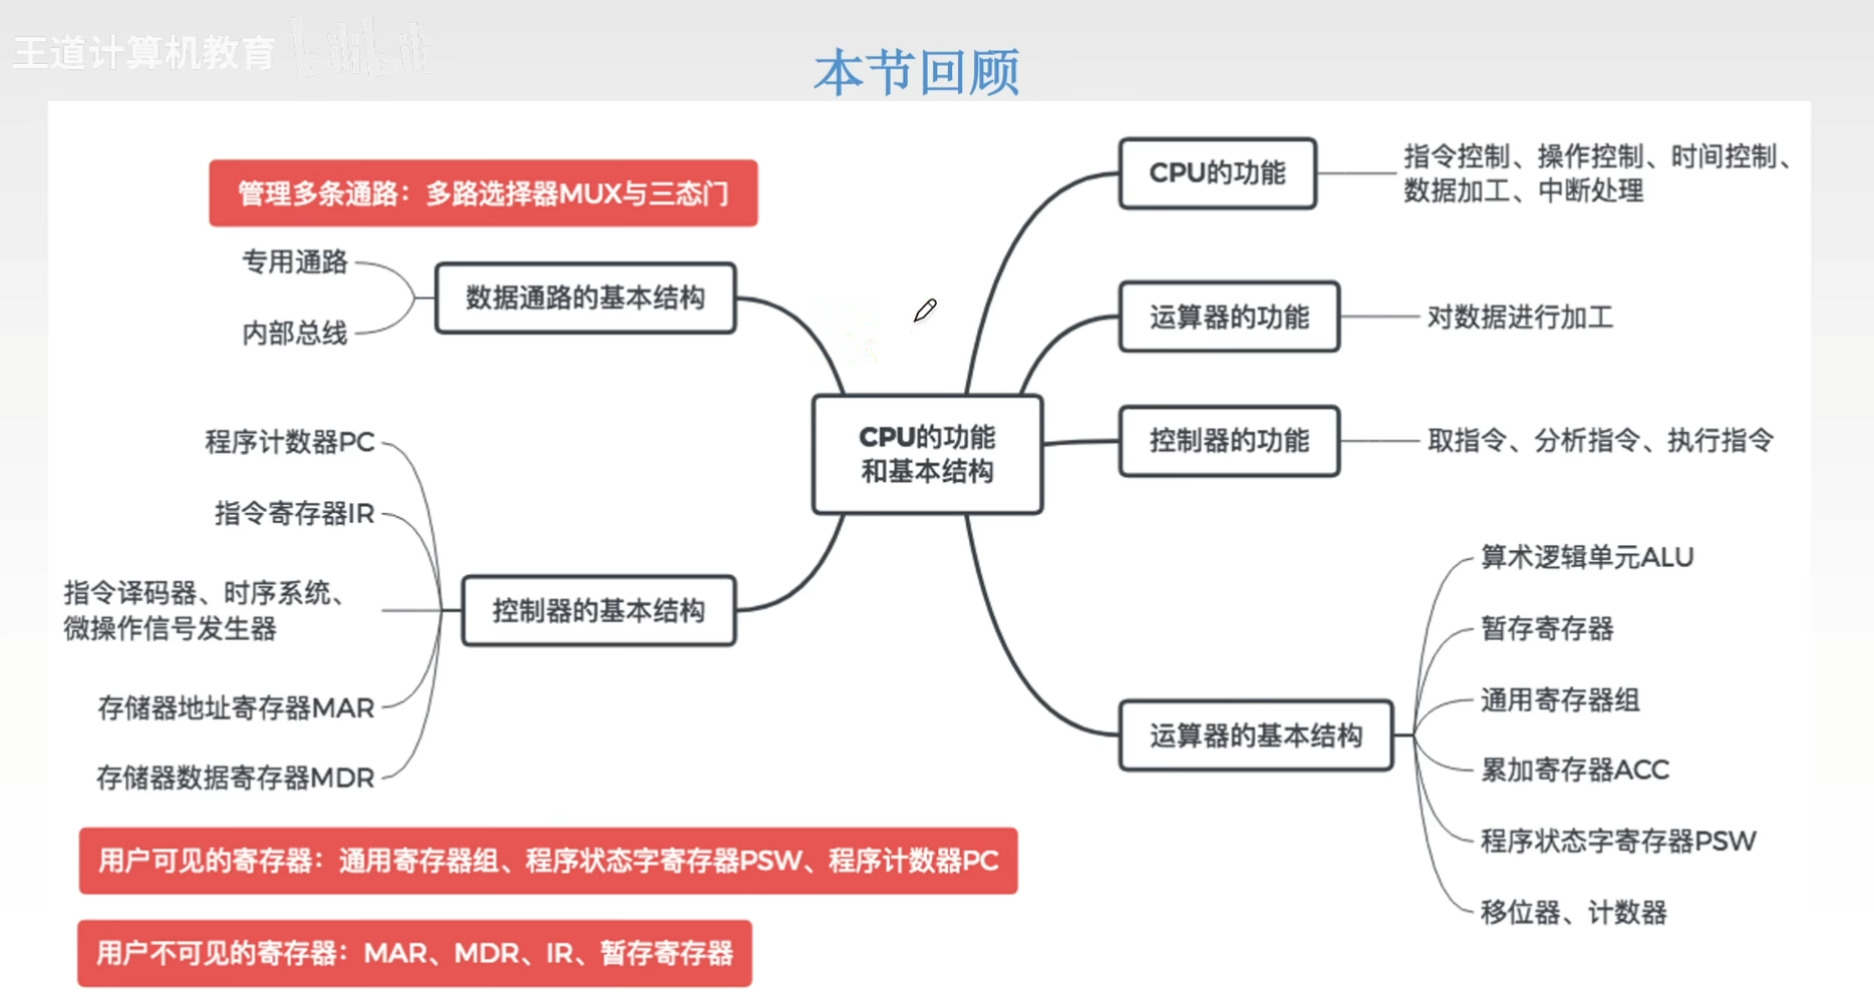 王道计算机教育 bilibili
本节回顾
管理多条通路：多路选择器MUX与三态门
专用通路
内部总线
数据通路的基本结构
程序计数器PC
指令寄存器IR
指令译码器、时序系统、
微操作信号发生器
存储器地址寄存器MAR
存储器数据寄存器MDR
控制器的基本结构
CPU的功能
和基本结构
CPU的功能
指令控制、操作控制、时间控制、
数据加工、中断处理
运算器的功能
对数据进行加工
控制器的功能
取指令、分析指令、执行指令
运算器的基本结构
算术逻辑单元ALU
暂存寄存器
通用寄存器组
累加寄存器ACC
程序状态字寄存器PSW
移位器、计数器
用户可见的寄存器：通用寄存器组、程序状态字寄存器PSW、程序计数器PC
用户不可见的寄存器：MAR、MDR、IR、暂存寄存器